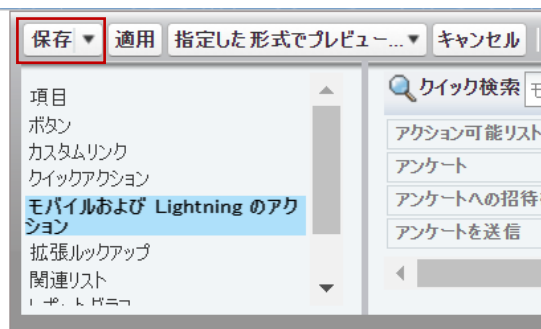 保存 ▼ 適用 指定した形式でプレビュー...▼ キャンセル
項目
ボタン
カスタムリンク
クイックアクション
モバイルおよび Lightning のアク
ション
拡張ルックアップ
関連リスト
クイック検索
アクション可能リスト
アンケート
アンケートへの招待
アンケートを送信